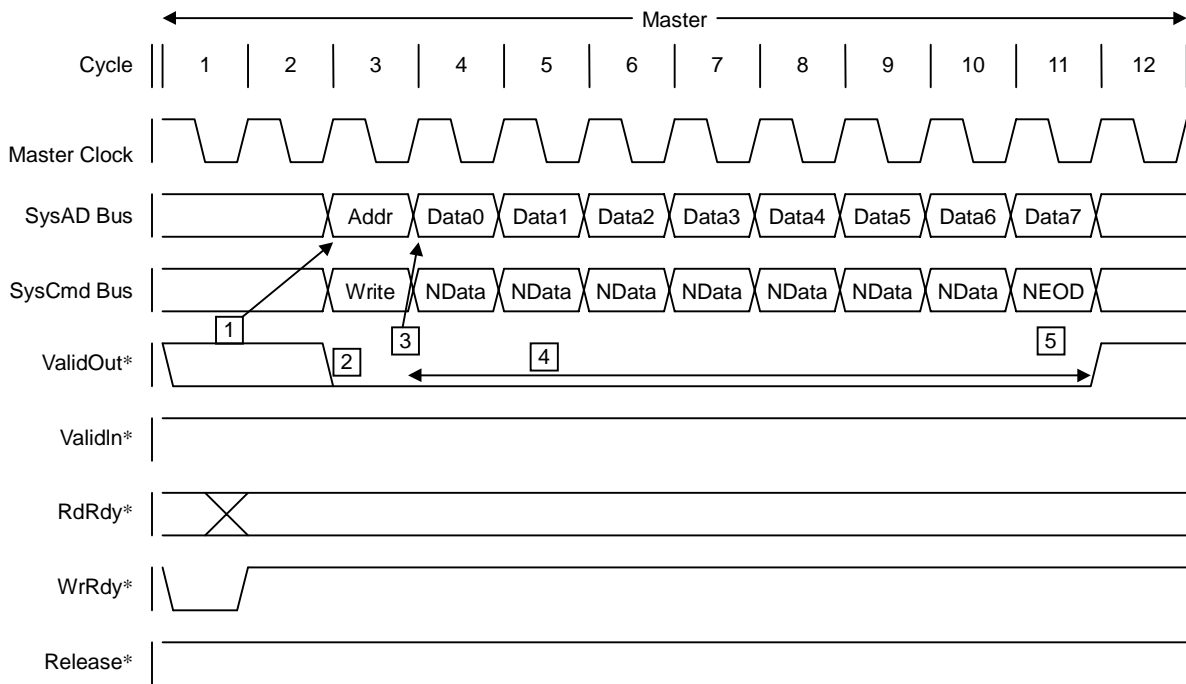 Master
Cycle 1 2 3 4 5 6 7 8 9 10 11 12
Master Clock
SysAD Bus Addr Data0 Data1 Data2 Data3 Data4 Data5 Data6 Data7
SysCmd Bus Write NData NData NData NData NData NData NData NEOD
1 3 4 5
ValidOut* 2
ValidIn*
RdRdy*
WrRdy*
Release*